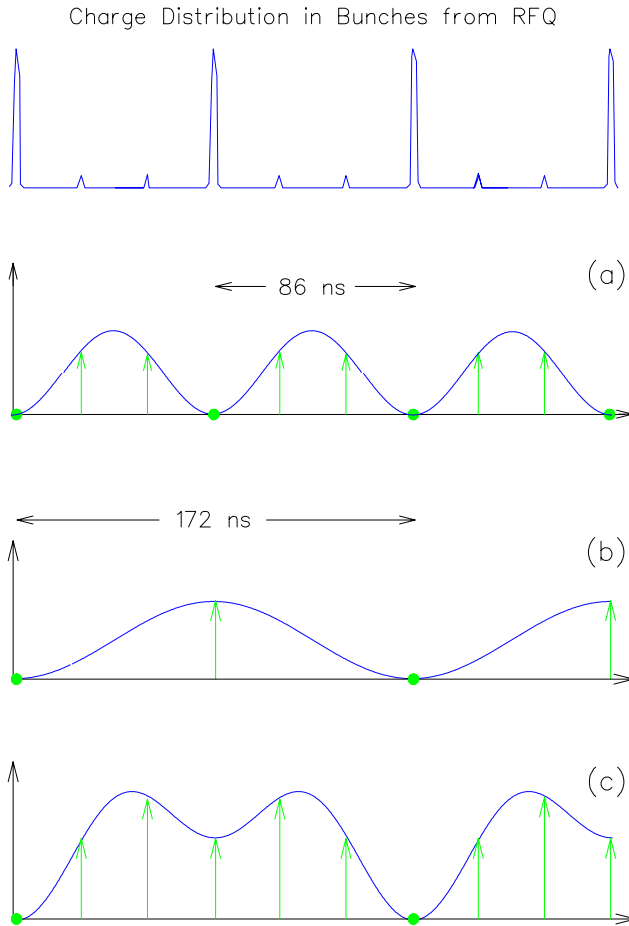 Charge Distribution in Bunches from RFQ
(a)
86 ns
(b)
172 ns
(c)